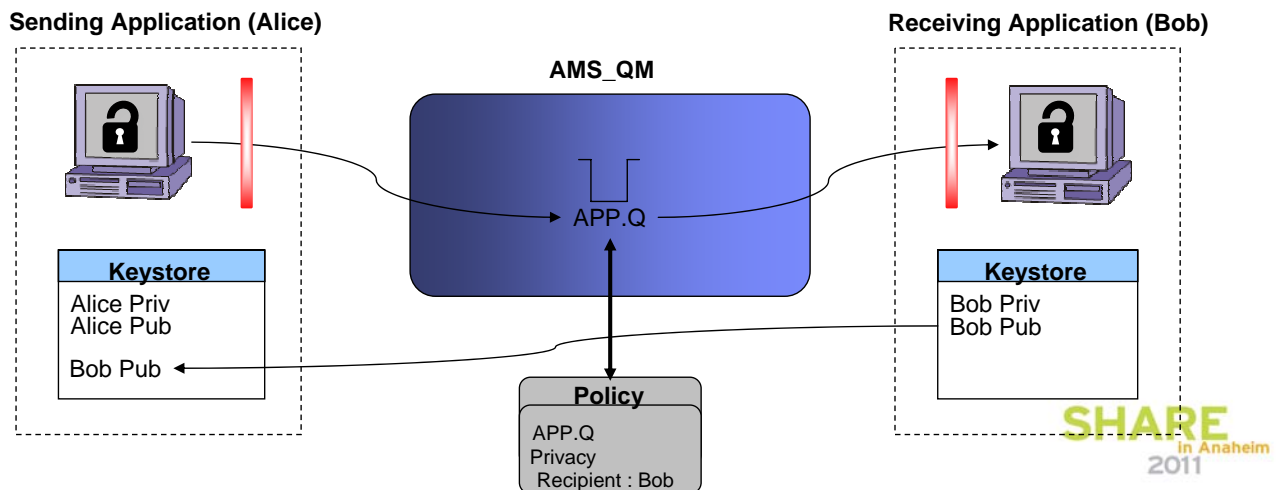 Sending Application (Alice)
Receiving Application (Bob)
AMS_QM
APP.Q
Keystore
Alice Priv
Alice Pub
Bob Pub
Keystore
Bob Priv
Bob Pub
Policy
APP.Q
Privacy
Recipient : Bob
SHARE
in Anaheim
2011